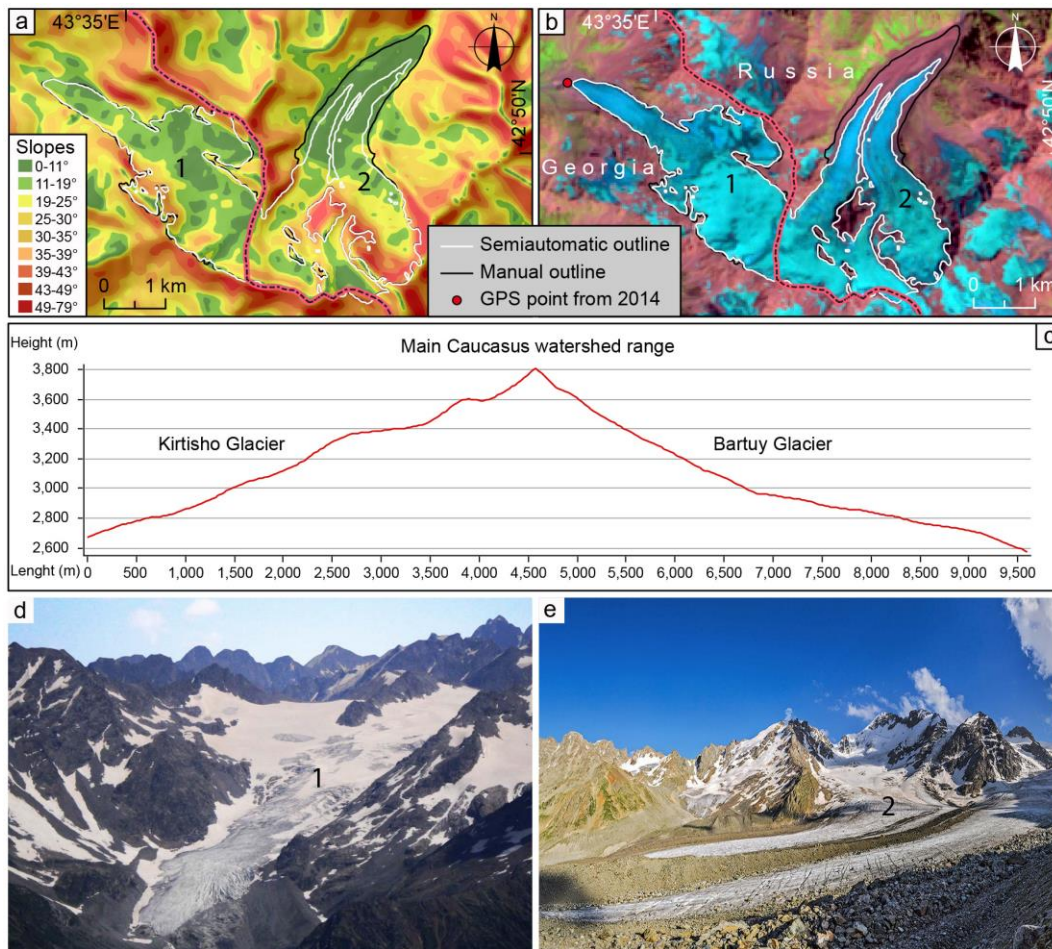 a
43°35'E
N
42°50'N
1
2
Slopes
0-11°
11-19°
19-25°
25-30°
30-35°
35-39°
39-43°
43-49°
49-79°
0 1 km
b
43°35'E
N
42°50'N
Russia
Georgia
1
2
0 1 km
Semiautomatic outline
Manual outline
GPS point from 2014
c
Height (m)
Main Caucasus watershed range
3,800
3,600
3,400
3,200
3,000
2,800
2,600
Kirtisho Glacier
Bartuy Glacier
Lenght (m) 0 500 1,000 1,500 2,000 2,500 3,000 3,500 4,000 4,500 5,000 5,500 6,000 6,500 7,000 7,500 8,000 8,500 9,000 9,500
d
1
e
2